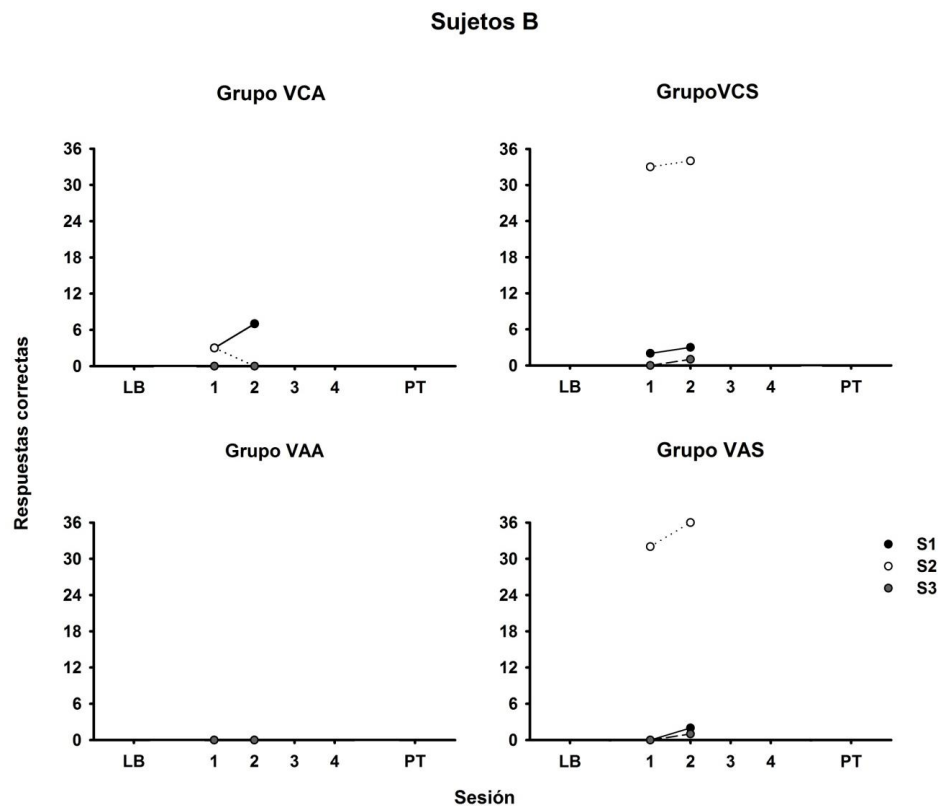 Sujetos B
Grupo VCA
GrupoVCS
Respuestas correctas
36
30
24
18
12
6
0
LB 1 2 3 4 PT
36
30
24
18
12
6
0
LB 1 2 3 4 PT
Grupo VAA
Grupo VAS
36
30
24
18
12
6
0
LB 1 2 3 4 PT
36
30
24
18
12
6
0
LB 1 2 3 4 PT
S1
S2
S3
Sesión